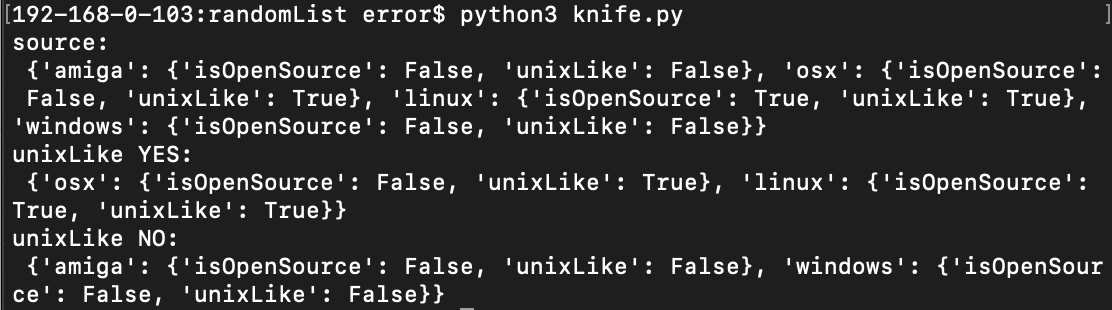 [192-168-0-103:randomList error$ python3 knife.py ]
source:
 {'amiga': {'isOpenSource': False, 'unixLike': False}, 'osx': {'isOpenSource':
 False, 'unixLike': True}, 'linux': {'isOpenSource': True, 'unixLike': True},
'windows': {'isOpenSource': False, 'unixLike': False}}
unixLike YES:
 {'osx': {'isOpenSource': False, 'unixLike': True}, 'linux': {'isOpenSource':
True, 'unixLike': True}}
unixLike NO:
 {'amiga': {'isOpenSource': False, 'unixLike': False}, 'windows': {'isOpenSour
ce': False, 'unixLike': False}}